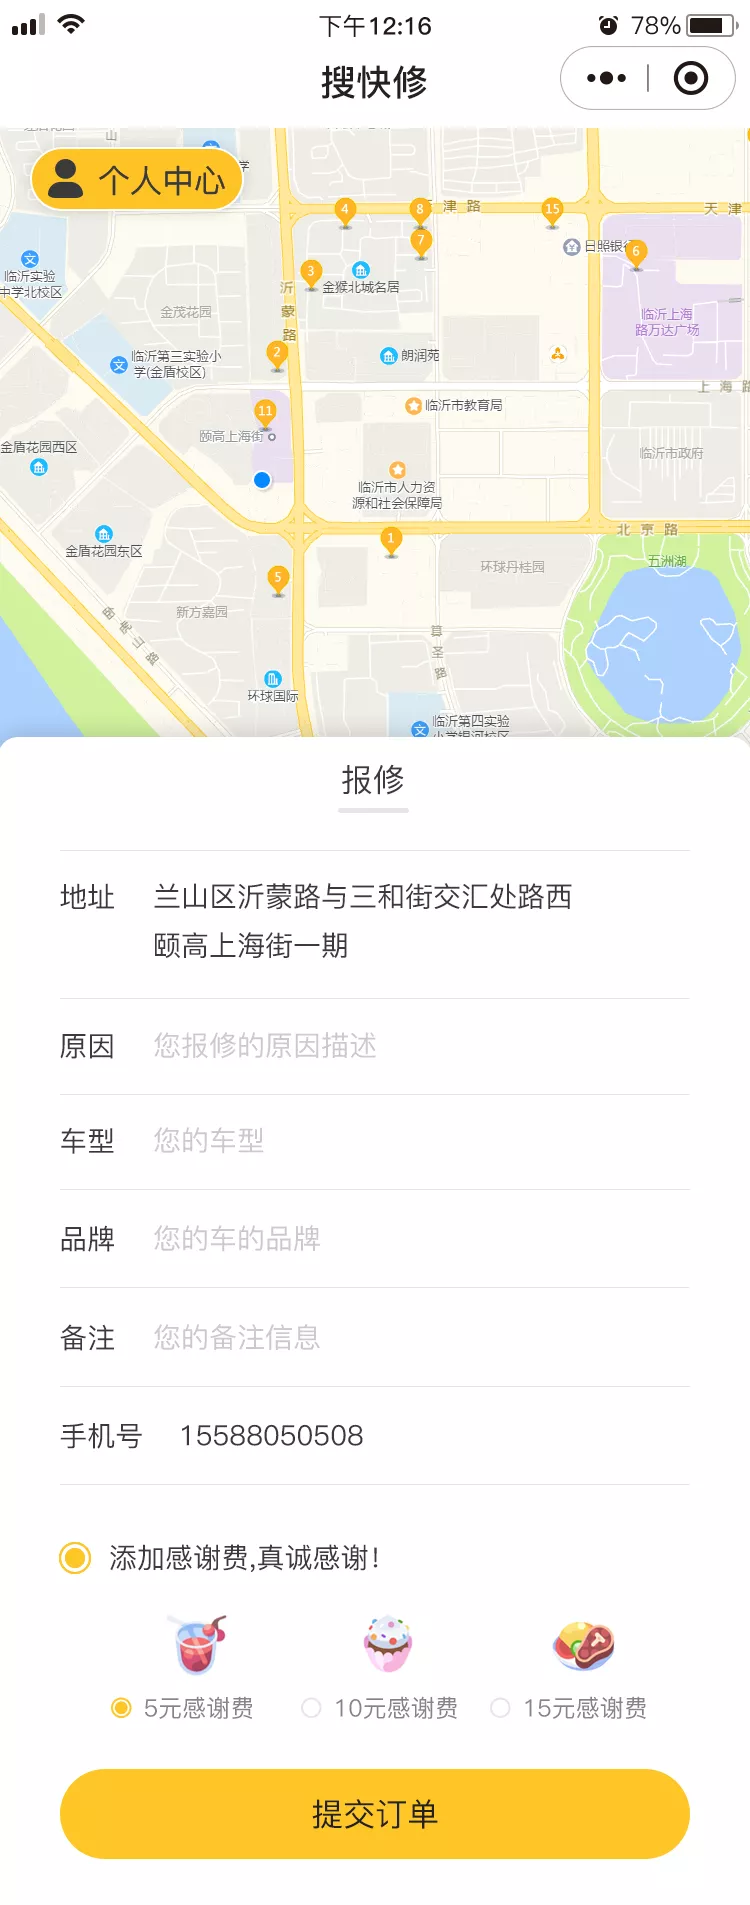 下午12:16
78%
搜快修
山
学
个人中心
4
8
津 路
15
天 津
7
日照银行
6
文
临沂实验
中学北校区
3
金猴北城名居
沂
蒙
路
金茂花园
临沂上海
路万达广场
2
文
临沂第三实验小
学(金盾校区)
朗润苑
上 海 路
11
临沂市教育局
颐高上海街
金盾花园西区
临沂市政府
临沂市人力资
源和社会保障局
1
北 京 路
金盾花园东区
五洲湖
环球丹桂园
5
新方嘉园
卧虎山路
算
圣
路
环球国际
文
临沂第四实验
小学银河校区
报修
地址 兰山区沂蒙路与三和街交汇处路西
颐高上海街一期
原因 您报修的原因描述
车型 您的车型
品牌 您的车的品牌
备注 您的备注信息
手机号 15588050508
添加感谢费,真诚感谢!
5元感谢费 10元感谢费 15元感谢费
提交订单